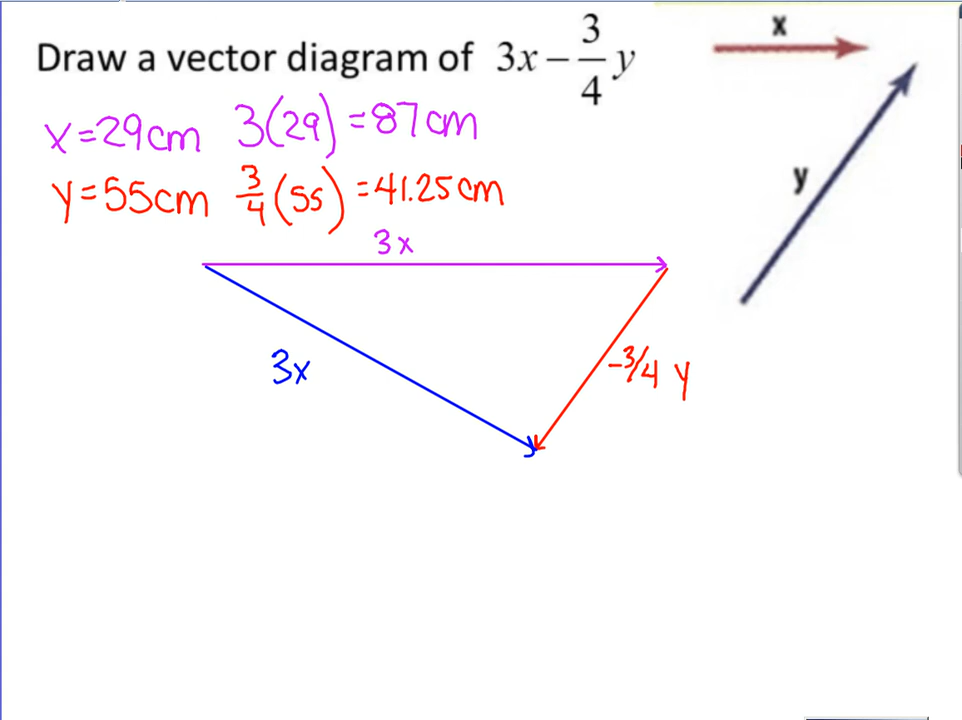 Draw a vector diagram of 3x − 3/4 y
x
x=29cm 3(29)=87cm
y
y=55cm 3/4(55)=41.25cm
3x
3x
-3/4 y